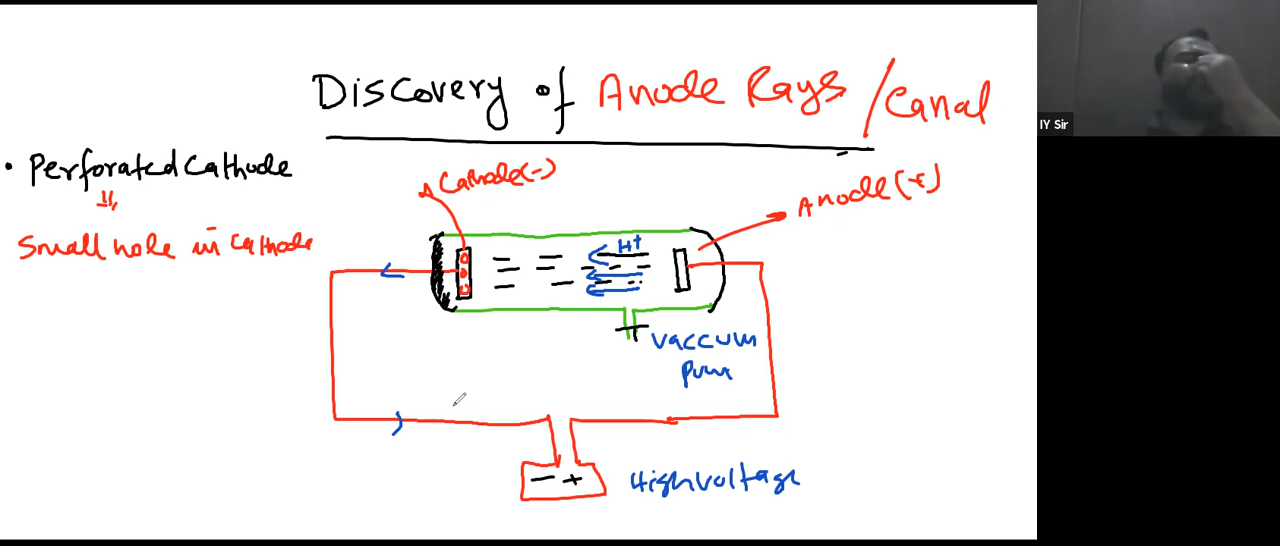 Discovery of Anode Rays /Canal
IY Sir
• Perforated Cathode
Small hole in Cathode
Cathode(-)
Anode(+)
H+
Vaccum
Pum
- +
High voltage